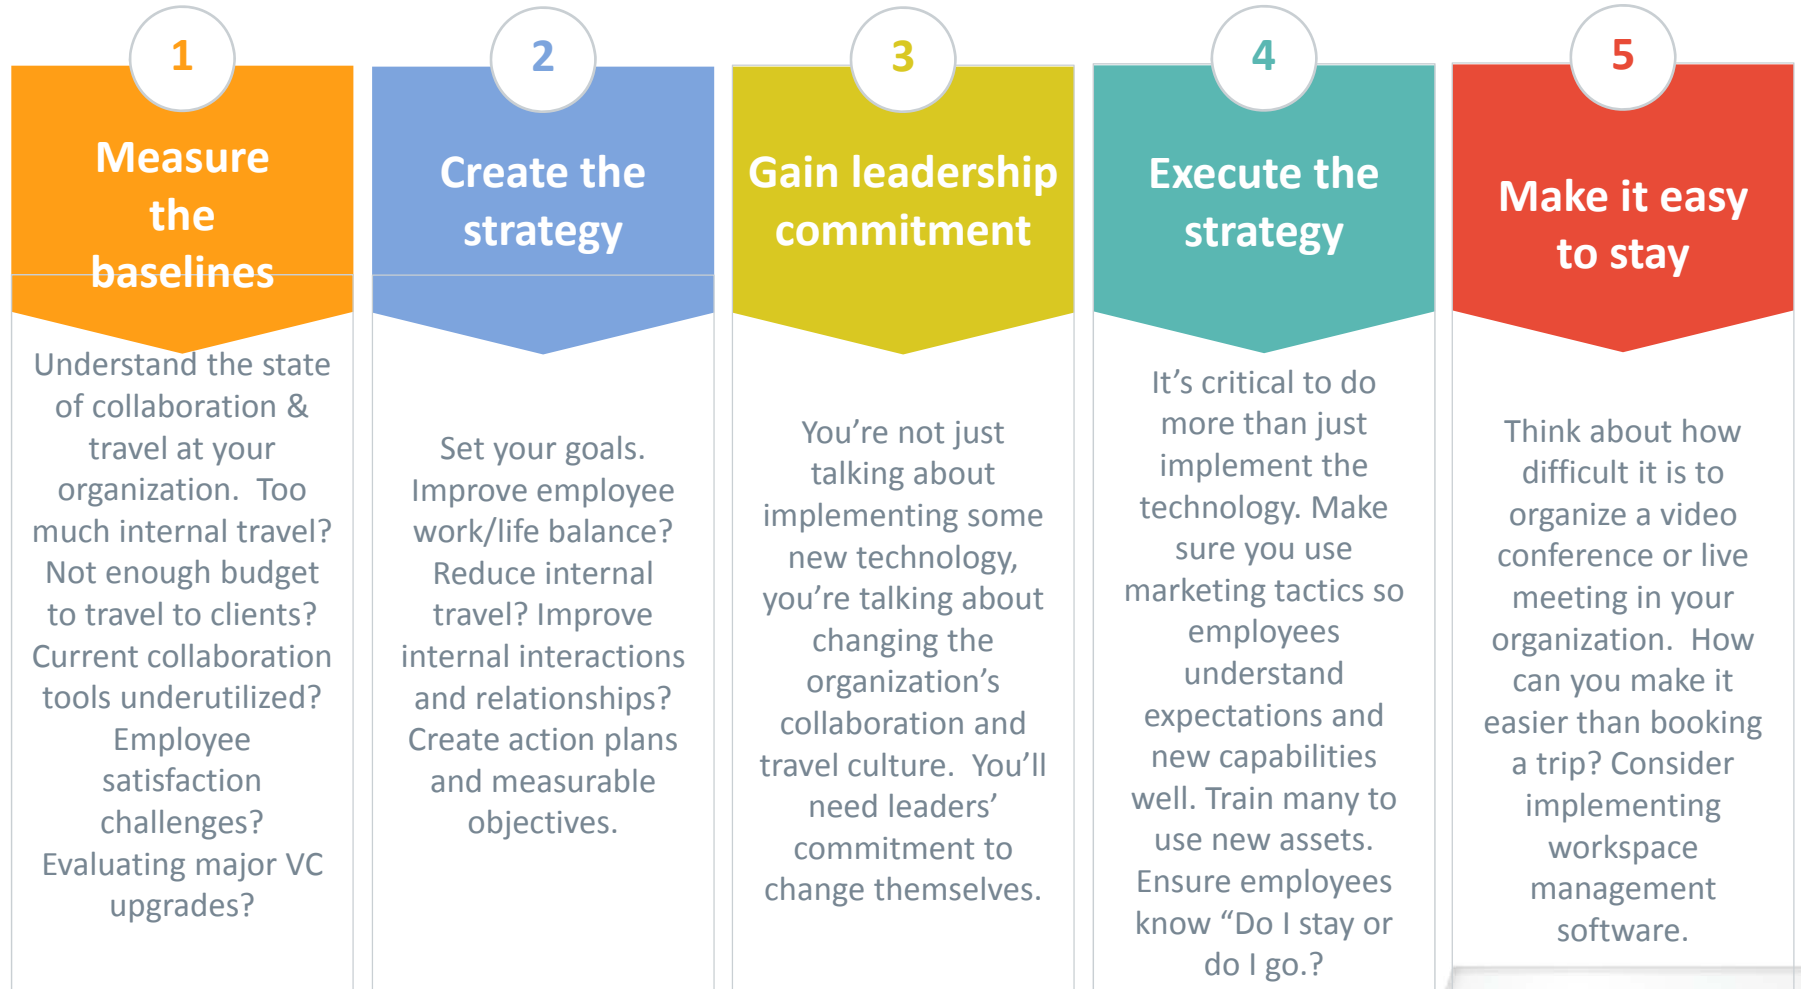 1
Measure
the
baselines
Understand the state
of collaboration &
travel at your
organization.  Too
much internal travel?
Not enough budget
to travel to clients?
Current collaboration
tools underutilized?
Employee
satisfaction
challenges?
Evaluating major VC
upgrades?
2
Create the
strategy
Set your goals.
Improve employee
work/life balance?
Reduce internal
travel? Improve
internal interactions
and relationships?
Create action plans
and measurable
objectives.
3
Gain leadership
commitment
You’re not just
talking about
implementing some
new technology,
you’re talking about
changing the
organization’s
collaboration and
travel culture.  You’ll
need leaders’
commitment to
change themselves.
4
Execute the
strategy
It’s critical to do
more than just
implement the
technology. Make
sure you use
marketing tactics so
employees
understand
expectations and
new capabilities
well. Train many to
use new assets.
Ensure employees
know “Do I stay or
do I go.?
5
Make it easy
to stay
Think about how
difficult it is to
organize a video
conference or live
meeting in your
organization.  How
can you make it
easier than booking
a trip? Consider
implementing
workspace
management
software.